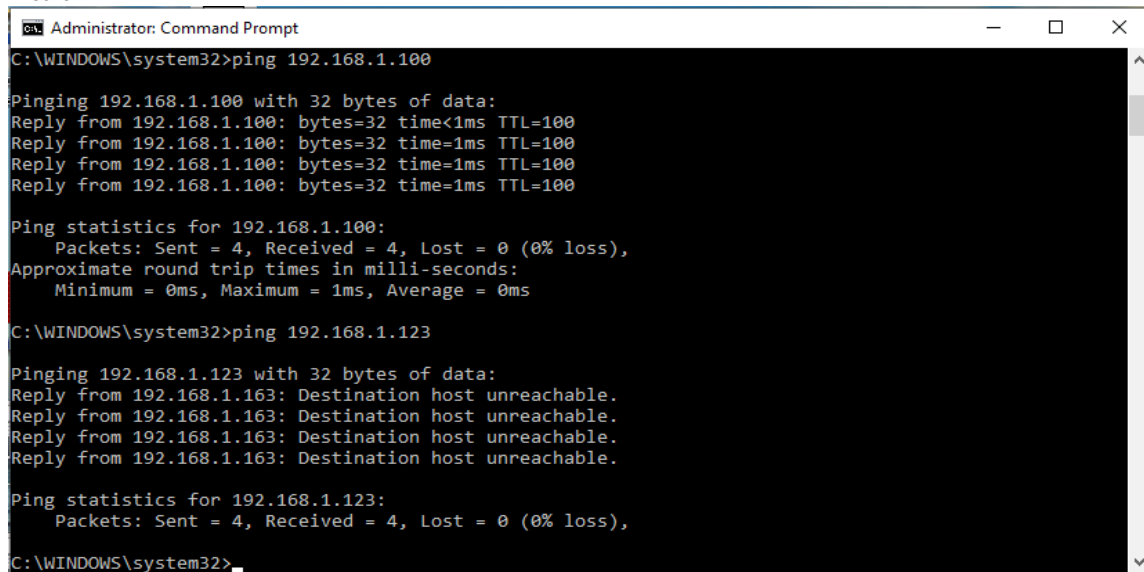 Administrator: Command Prompt
C:\WINDOWS\system32>ping 192.168.1.100
Pinging 192.168.1.100 with 32 bytes of data:
Reply from 192.168.1.100: bytes=32 time<1ms TTL=100
Reply from 192.168.1.100: bytes=32 time=1ms TTL=100
Reply from 192.168.1.100: bytes=32 time=1ms TTL=100
Reply from 192.168.1.100: bytes=32 time=1ms TTL=100
Ping statistics for 192.168.1.100:
Packets: Sent = 4, Received = 4, Lost = 0 (0% loss),
Approximate round trip times in milli-seconds:
Minimum = 0ms, Maximum = 1ms, Average = 0ms
C:\WINDOWS\system32>ping 192.168.1.123
Pinging 192.168.1.123 with 32 bytes of data:
Reply from 192.168.1.163: Destination host unreachable.
Reply from 192.168.1.163: Destination host unreachable.
Reply from 192.168.1.163: Destination host unreachable.
Reply from 192.168.1.163: Destination host unreachable.
Ping statistics for 192.168.1.123:
Packets: Sent = 4, Received = 4, Lost = 0 (0% loss),
C:\WINDOWS\system32>